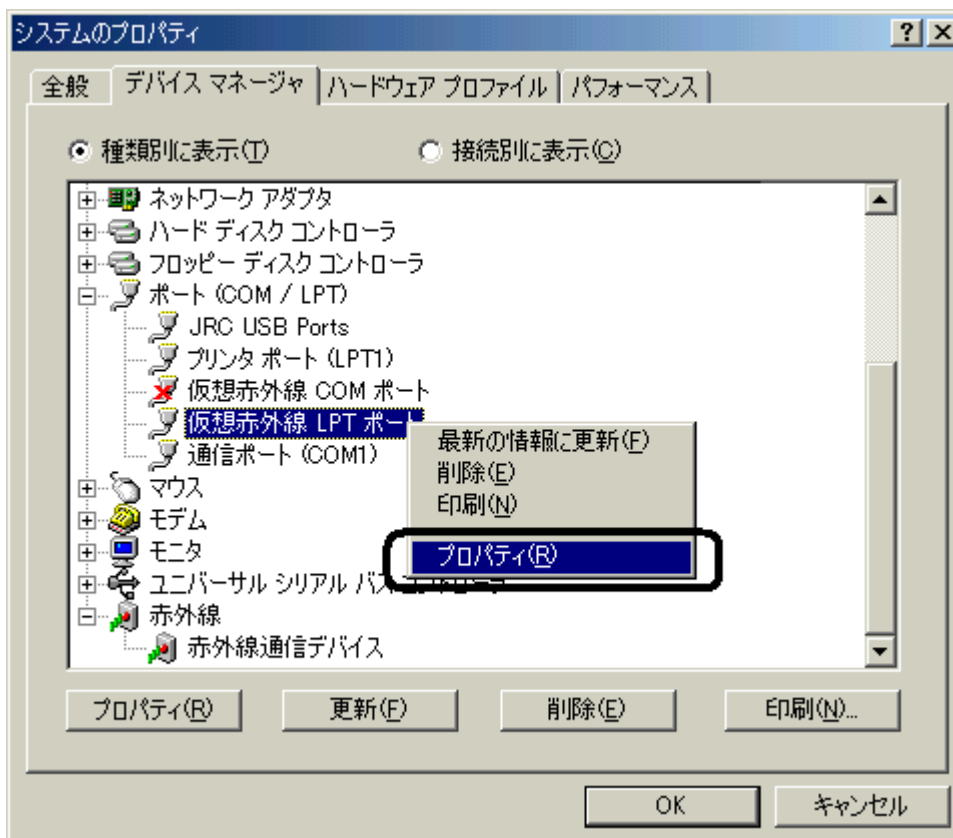 システムのプロパティ
全般 デバイス マネージャ ハードウェア プロファイル パフォーマンス
種類別に表示(T) 接続別に表示(C)
ネットワーク アダプタ
ハード ディスク コントローラ
フロッピー ディスク コントローラ
ポート (COM / LPT)
JRC USB Ports
プリンタ ポート (LPT1)
仮想赤外線 COM ポート
仮想赤外線 LPT ポート
通信ポート (COM1)
マウス
モデム
モニタ
ユニバーサル シリアル バス コントローラ
赤外線
赤外線通信デバイス
最新の情報に更新(F)
削除(E)
印刷(N)
プロパティ(R)
プロパティ(R) 更新(F) 削除(E) 印刷(N)...
OK キャンセル